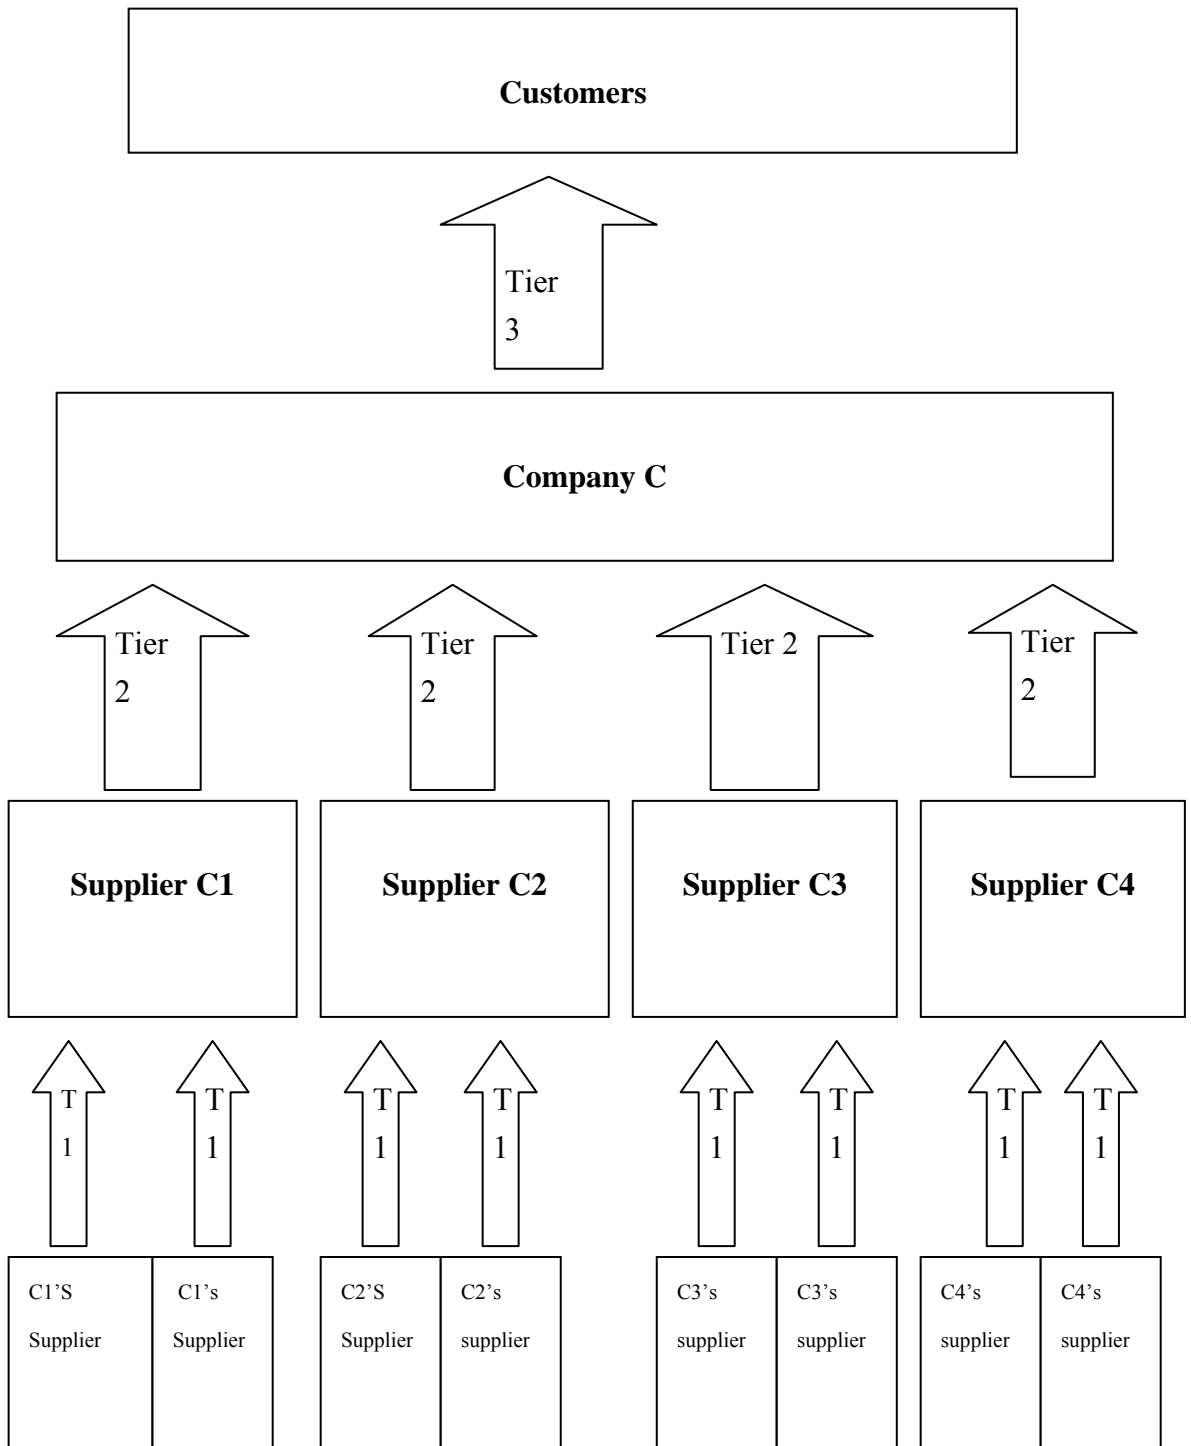 Customers
Tier
3
Company C
Tier
2
Tier
2
Tier 2
Tier
2
Supplier C1
Supplier C2
Supplier C3
Supplier C4
T
1
T
1
T
1
T
1
T
1
T
1
T
1
T
1
C1’S
Supplier
C1’s
Supplier
C2’S
Supplier
C2’s
supplier
C3’s
supplier
C3’s
supplier
C4’s
supplier
C4’s
supplier